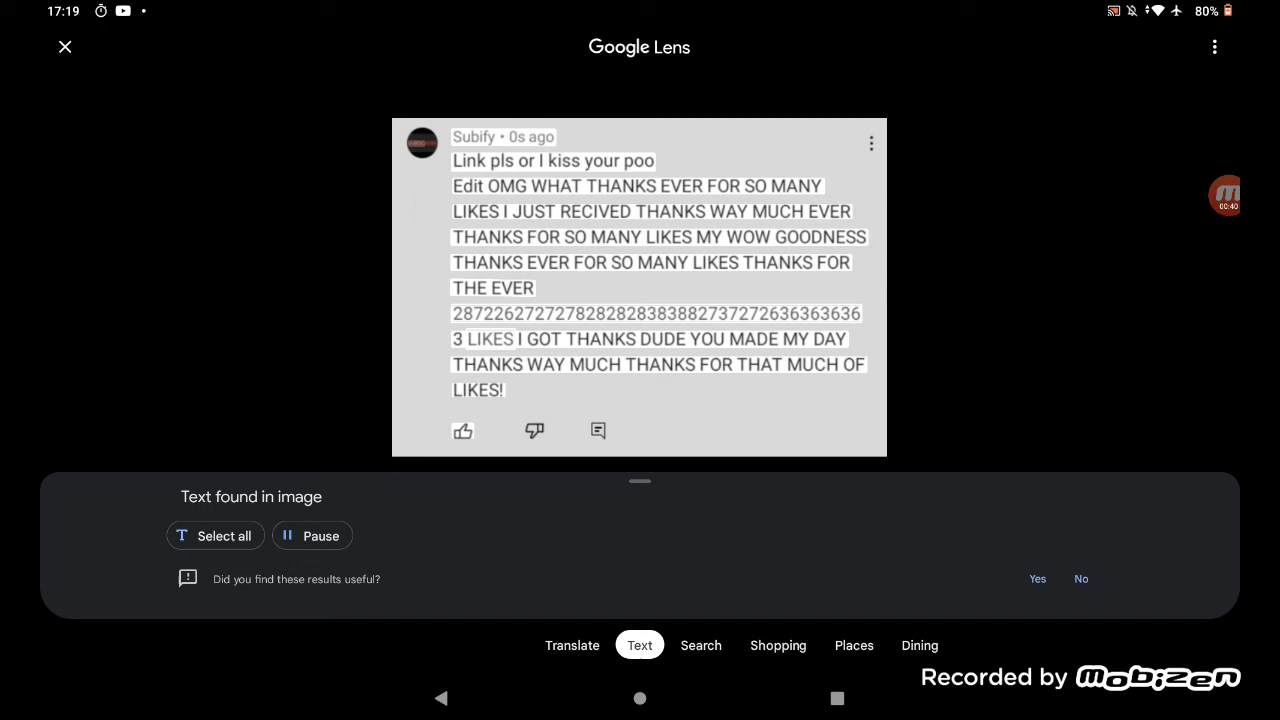 17:19
80%
Google Lens
Subify • 0s ago
Link pls or I kiss your poo
Edit OMG WHAT THANKS EVER FOR SO MANY
LIKES I JUST RECIVED THANKS WAY MUCH EVER
THANKS FOR SO MANY LIKES MY WOW GOODNESS
THANKS EVER FOR SO MANY LIKES THANKS FOR
THE EVER
2872262727278282828383882737272636363636
3 LIKES I GOT THANKS DUDE YOU MADE MY DAY
THANKS WAY MUCH THANKS FOR THAT MUCH OF
LIKES!
00:40
Text found in image
Select all
Pause
Did you find these results useful?
Yes
No
Translate
Text
Search
Shopping
Places
Dining
Recorded by mobizen